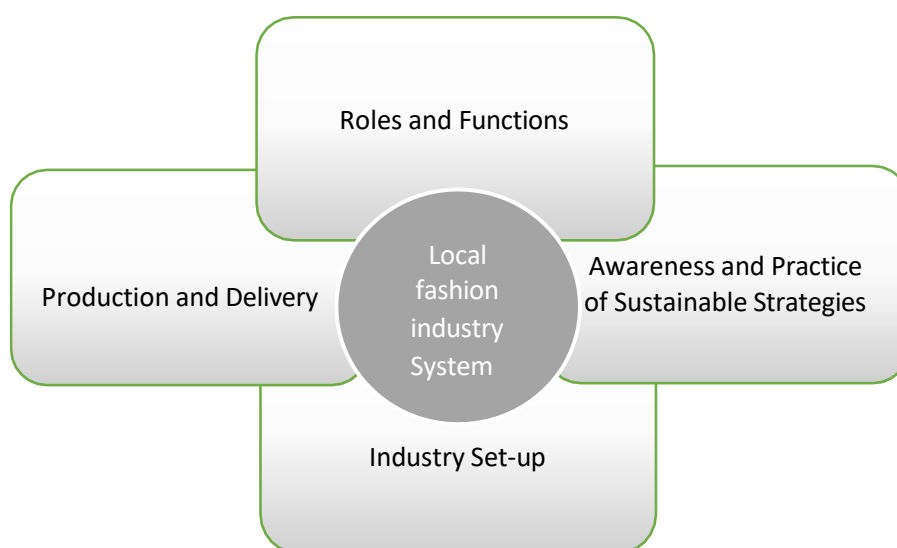 Roles and Functions
Production and Delivery
Local
fashion
industry
System
Awareness and Practice
of Sustainable Strategies
Industry Set-up